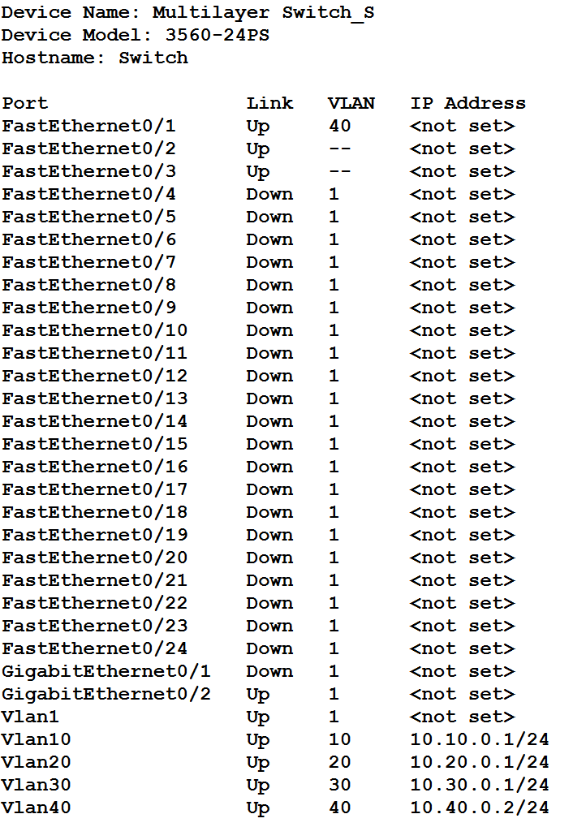 Device Name: Multilayer Switch_S
Device Model: 3560-24PS
Hostname: Switch
Port Link VLAN IP Address
FastEthernet0/1 Up 40 <not set>
FastEthernet0/2 Up -- <not set>
FastEthernet0/3 Up -- <not set>
FastEthernet0/4 Down 1 <not set>
FastEthernet0/5 Down 1 <not set>
FastEthernet0/6 Down 1 <not set>
FastEthernet0/7 Down 1 <not set>
FastEthernet0/8 Down 1 <not set>
FastEthernet0/9 Down 1 <not set>
FastEthernet0/10 Down 1 <not set>
FastEthernet0/11 Down 1 <not set>
FastEthernet0/12 Down 1 <not set>
FastEthernet0/13 Down 1 <not set>
FastEthernet0/14 Down 1 <not set>
FastEthernet0/15 Down 1 <not set>
FastEthernet0/16 Down 1 <not set>
FastEthernet0/17 Down 1 <not set>
FastEthernet0/18 Down 1 <not set>
FastEthernet0/19 Down 1 <not set>
FastEthernet0/20 Down 1 <not set>
FastEthernet0/21 Down 1 <not set>
FastEthernet0/22 Down 1 <not set>
FastEthernet0/23 Down 1 <not set>
FastEthernet0/24 Down 1 <not set>
GigabitEthernet0/1 Down 1 <not set>
GigabitEthernet0/2 Up 1 <not set>
Vlan1 Up 1 <not set>
Vlan10 Up 10 10.10.0.1/24
Vlan20 Up 20 10.20.0.1/24
Vlan30 Up 30 10.30.0.1/24
Vlan40 Up 40 10.40.0.2/24